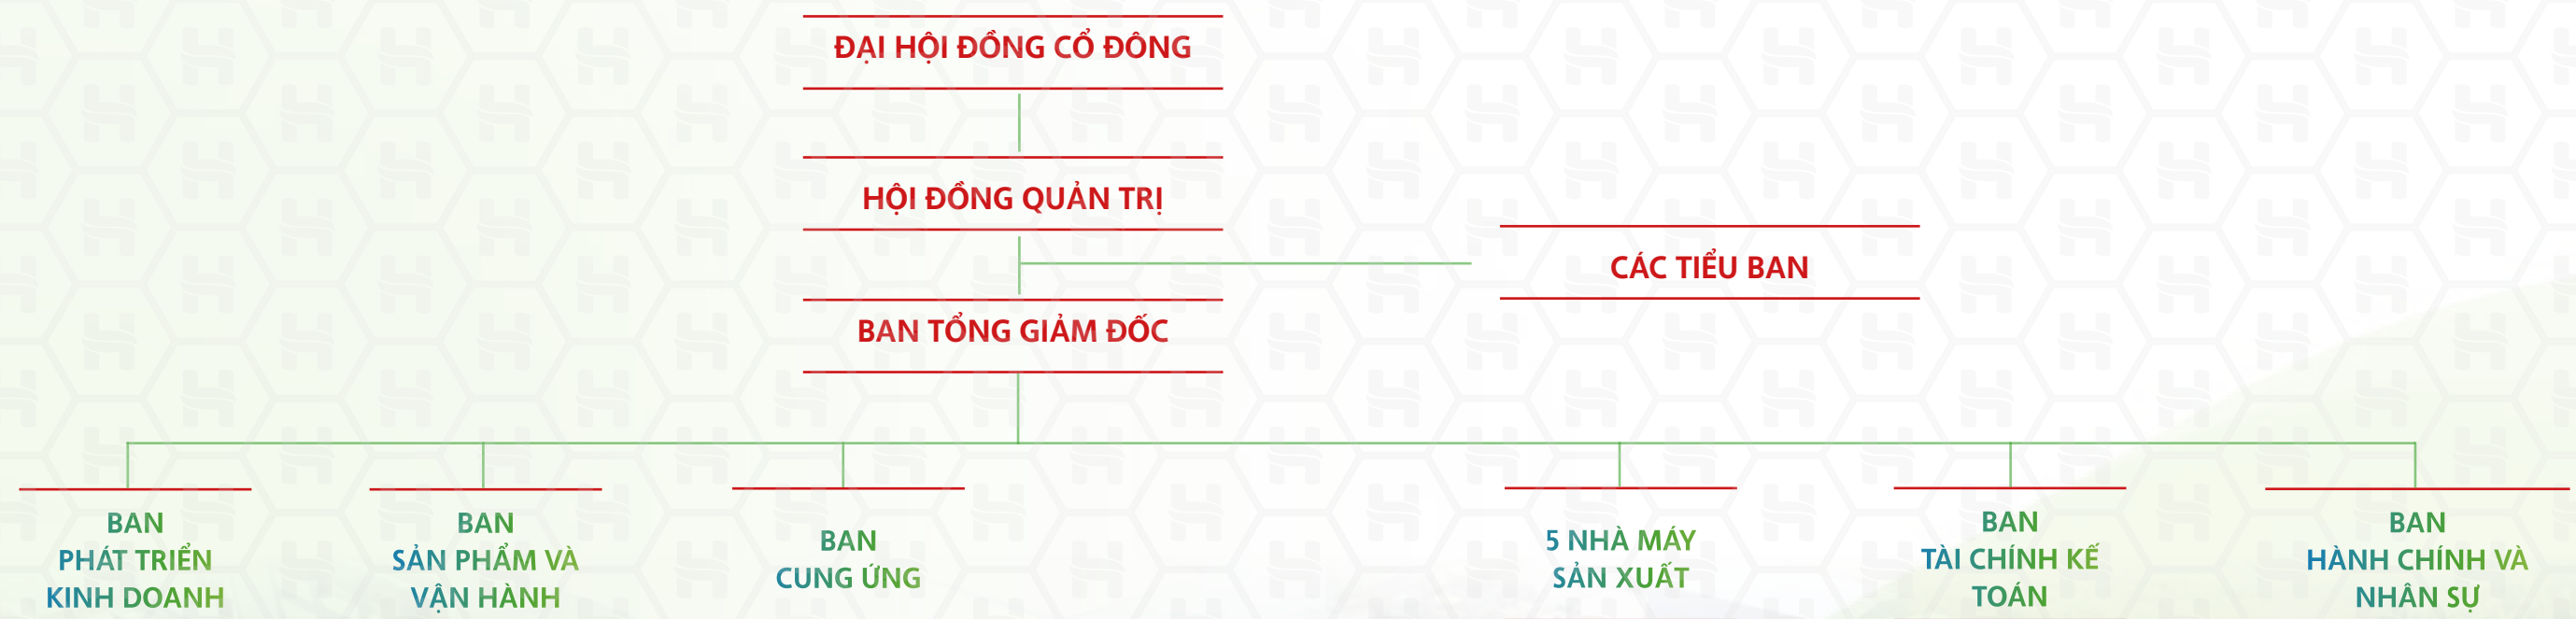 ĐẠI HỘI ĐỒNG CỔ ĐÔNG
HỘI ĐỒNG QUẢN TRỊ
CÁC TIỂU BAN
BAN TỔNG GIẢM ĐỐC
BAN
PHÁT TRIỂN
KINH DOANH
BAN
SẢN PHẨM VÀ
VẬN HÀNH
BAN
CUNG ỨNG
5 NHÀ MÁY
SẢN XUẤT
BAN
TÀI CHÍNH KẾ
TOÁN
BAN
HÀNH CHÍNH VÀ
NHÂN SỰ